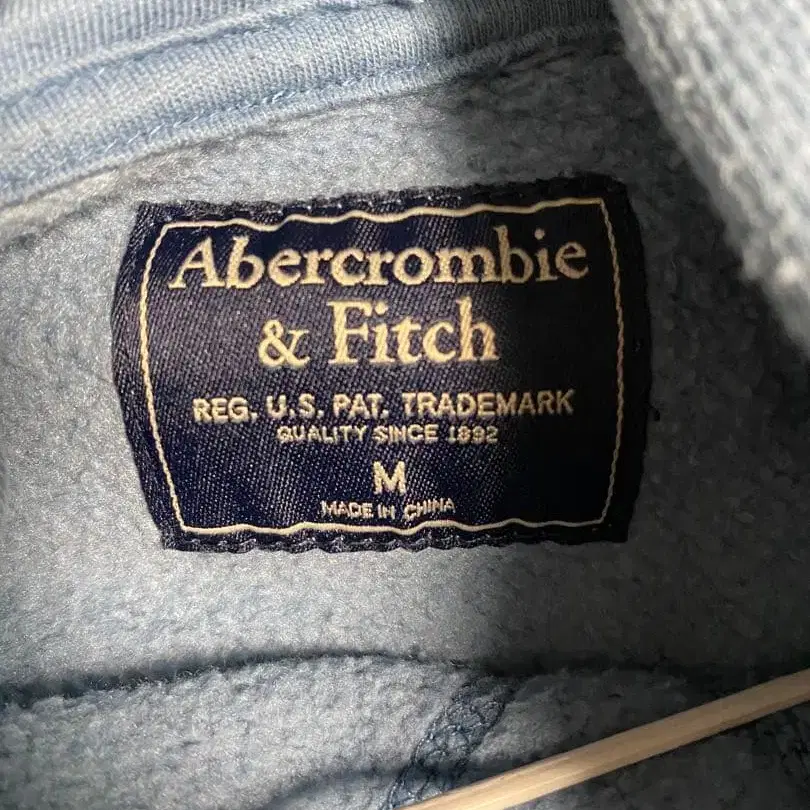 Abercrombie
& Fitch
REG. U.S. PAT. TRADEMARK
QUALITY SINCE 1892
M
MADE IN CHINA